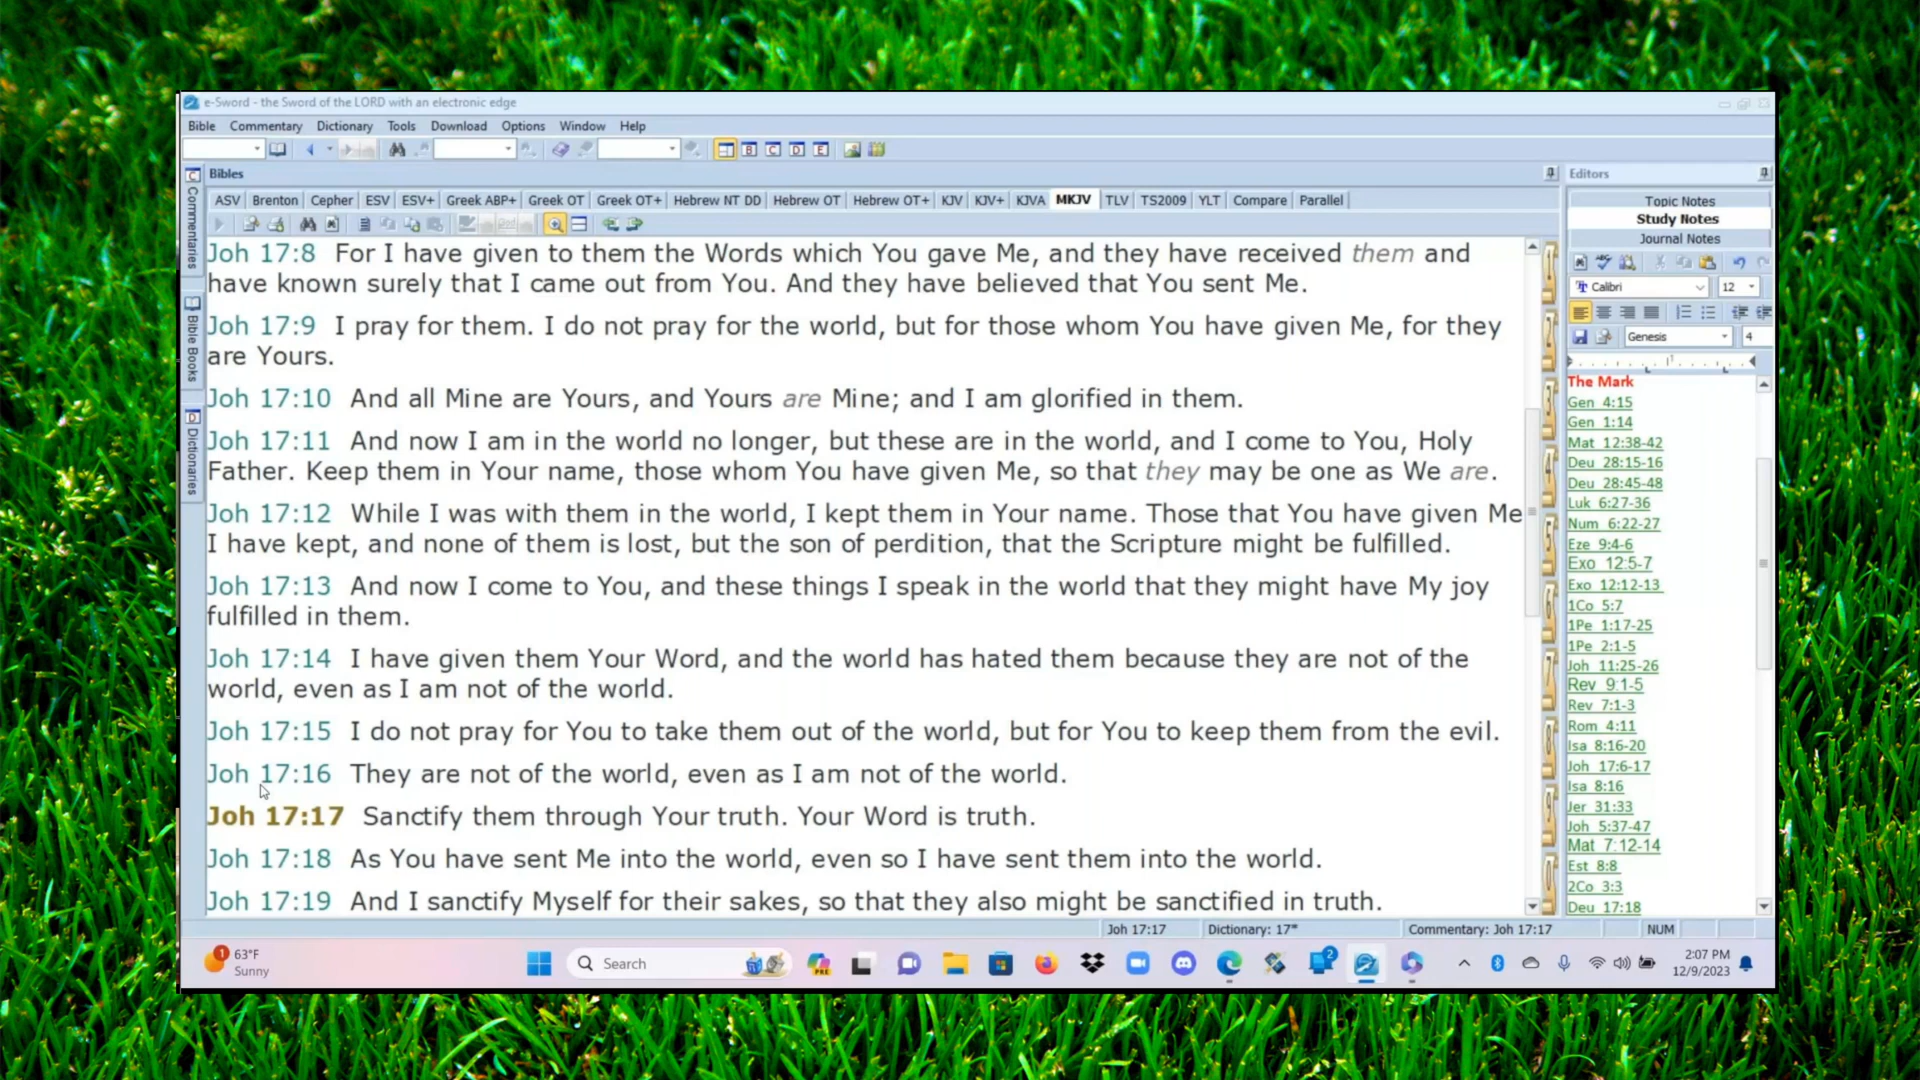 e-Sword - the Sword of the LORD with an electronic edge
Bible Commentary Dictionary Tools Download Options Window Help
B C D E
Bibles
ASV Brenton Cepher ESV ESV+ Greek ABP+ Greek OT Greek OT+ Hebrew NT DD Hebrew OT Hebrew OT+ KJV KJV+ KJVA MKJV TLV TS2009 YLT Compare Parallel
C Commentaries
Bible Books
D Dictionaries
Joh 17:8 For I have given to them the Words which You gave Me, and they have received them and
have known surely that I came out from You. And they have believed that You sent Me.
Joh 17:9 I pray for them. I do not pray for the world, but for those whom You have given Me, for they
are Yours.
Joh 17:10 And all Mine are Yours, and Yours are Mine; and I am glorified in them.
Joh 17:11 And now I am in the world no longer, but these are in the world, and I come to You, Holy
Father. Keep them in Your name, those whom You have given Me, so that they may be one as We are.
Joh 17:12 While I was with them in the world, I kept them in Your name. Those that You have given Me
I have kept, and none of them is lost, but the son of perdition, that the Scripture might be fulfilled.
Joh 17:13 And now I come to You, and these things I speak in the world that they might have My joy
fulfilled in them.
Joh 17:14 I have given them Your Word, and the world has hated them because they are not of the
world, even as I am not of the world.
Joh 17:15 I do not pray for You to take them out of the world, but for You to keep them from the evil.
Joh 17:16 They are not of the world, even as I am not of the world.
Joh 17:17 Sanctify them through Your truth. Your Word is truth.
Joh 17:18 As You have sent Me into the world, even so I have sent them into the world.
Joh 17:19 And I sanctify Myself for their sakes, so that they also might be sanctified in truth.
1
2
3
4
5
6
7
8
9
0
Editors
Topic Notes
Study Notes
Journal Notes
Calibri 12
Genesis 4
The Mark
Gen 4:15
Gen 1:14
Mat 12:38-42
Deu 28:15-16
Deu 28:45-48
Luk 6:27-36
Num 6:22-27
Eze 9:4-6
Exo 12:5-7
Exo 12:12-13
1Co 5:7
1Pe 1:17-25
1Pe 2:1-5
Joh 11:25-26
Rev 9:1-5
Rev 7:1-3
Rom 4:11
Isa 8:16-20
Joh 17:6-17
Isa 8:16
Jer 31:33
Joh 5:37-47
Mat 7:12-14
Est 8:8
2Co 3:3
Deu 17:18
Joh 17:17 Dictionary: 17* Commentary: Joh 17:17 NUM
1 63°F
Sunny
Search
PRE
2
2:07 PM
12/9/2023